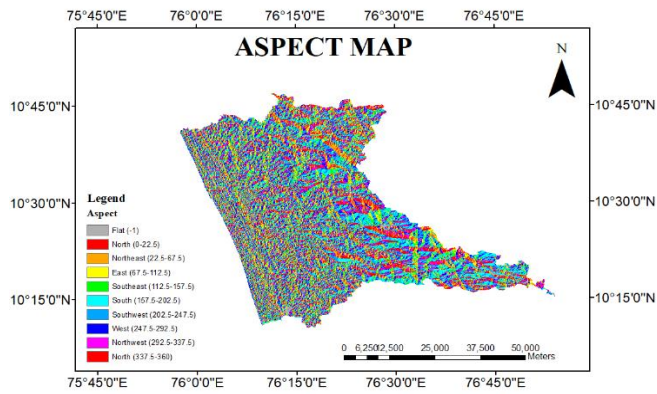 75°45'0"E 76°0'0"E 76°15'0"E 76°30'0"E 76°45'0"E
ASPECT MAP
N
10°45'0"N 10°45'0"N
10°30'0"N 10°30'0"N
10°15'0"N 10°15'0"N
Legend
Aspect
Flat (-1)
North (0-22.5)
Northeast (22.5-67.5)
East (67.5-112.5)
Southeast (112.5-157.5)
South (157.5-202.5)
Southwest (202.5-247.5)
West (247.5-292.5)
Northwest (292.5-337.5)
North (337.5-360)
0 6,250 12,500 25,000 37,500 50,000
Meters
75°45'0"E 76°0'0"E 76°15'0"E 76°30'0"E 76°45'0"E